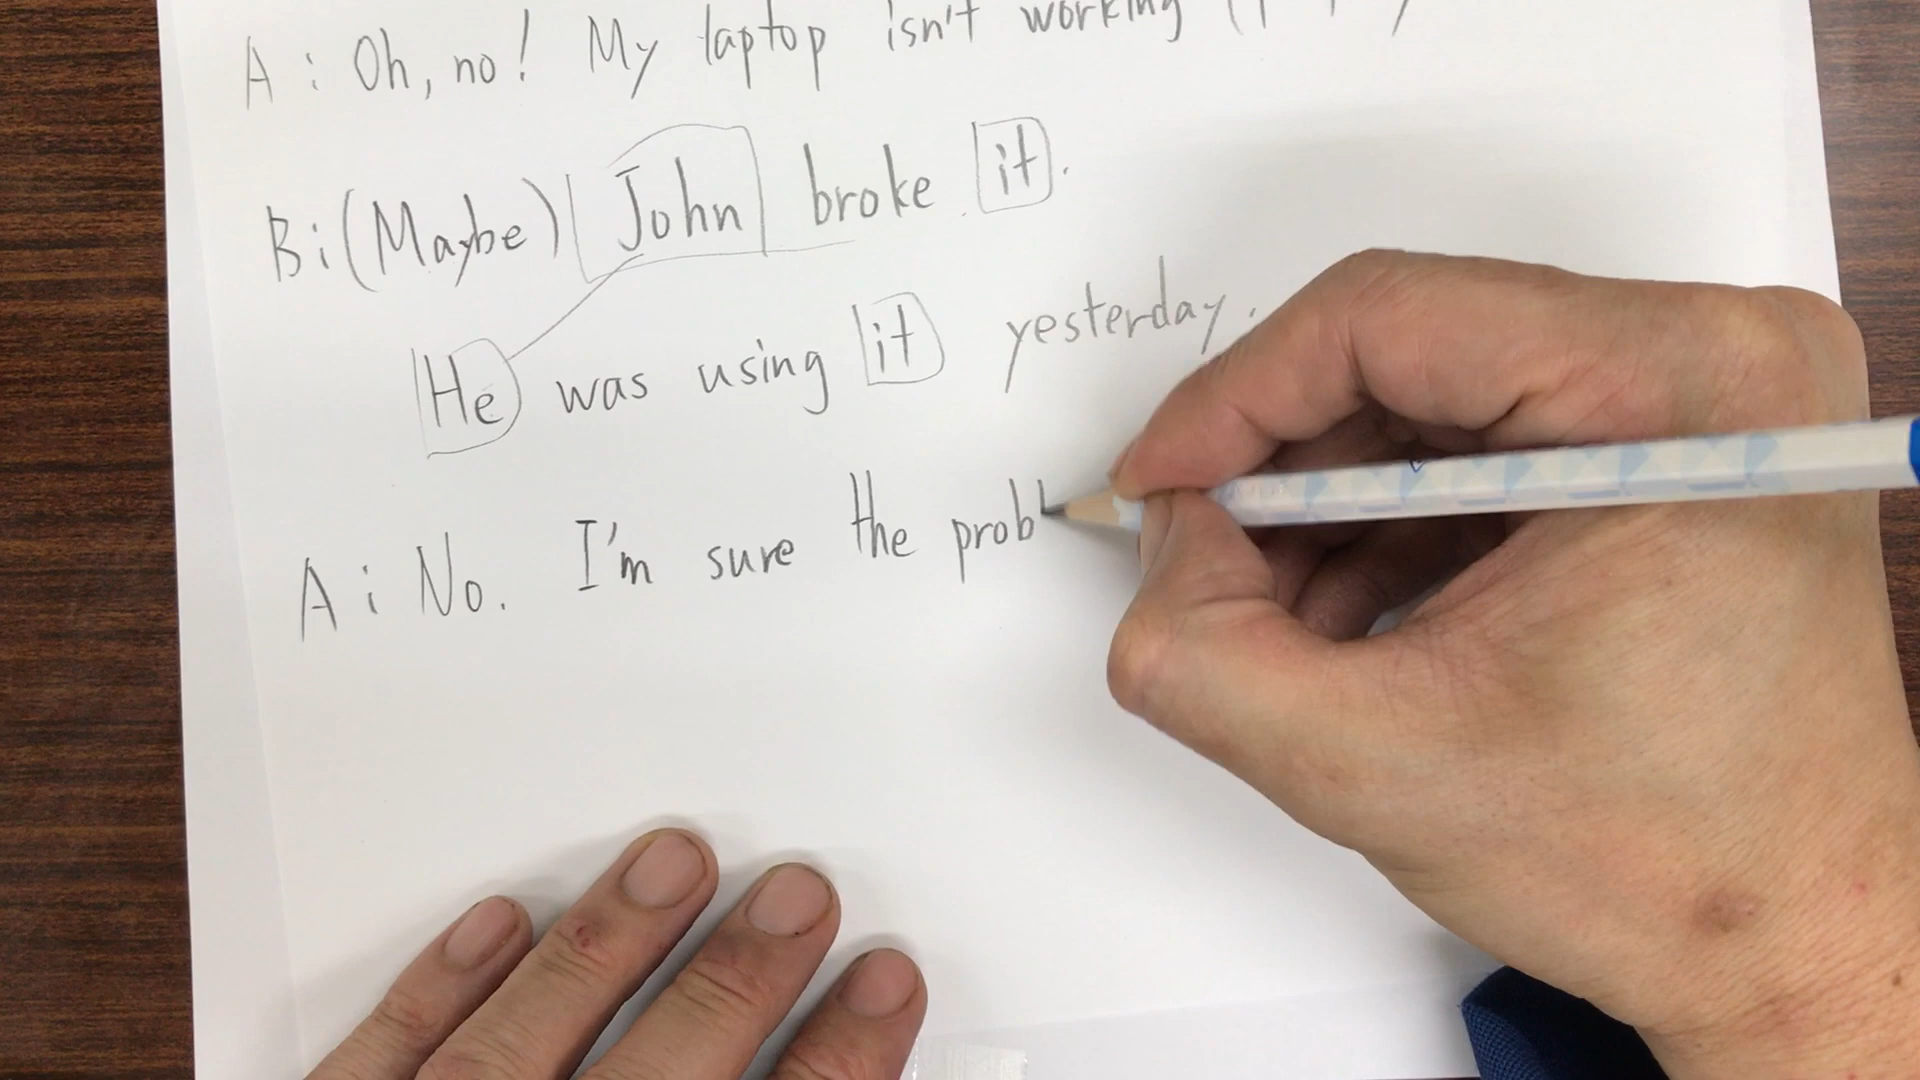 A : Oh, no! My laptop isn't working
B : (Maybe) John broke it.
He was using it yesterday.
A : No. I'm sure the prob